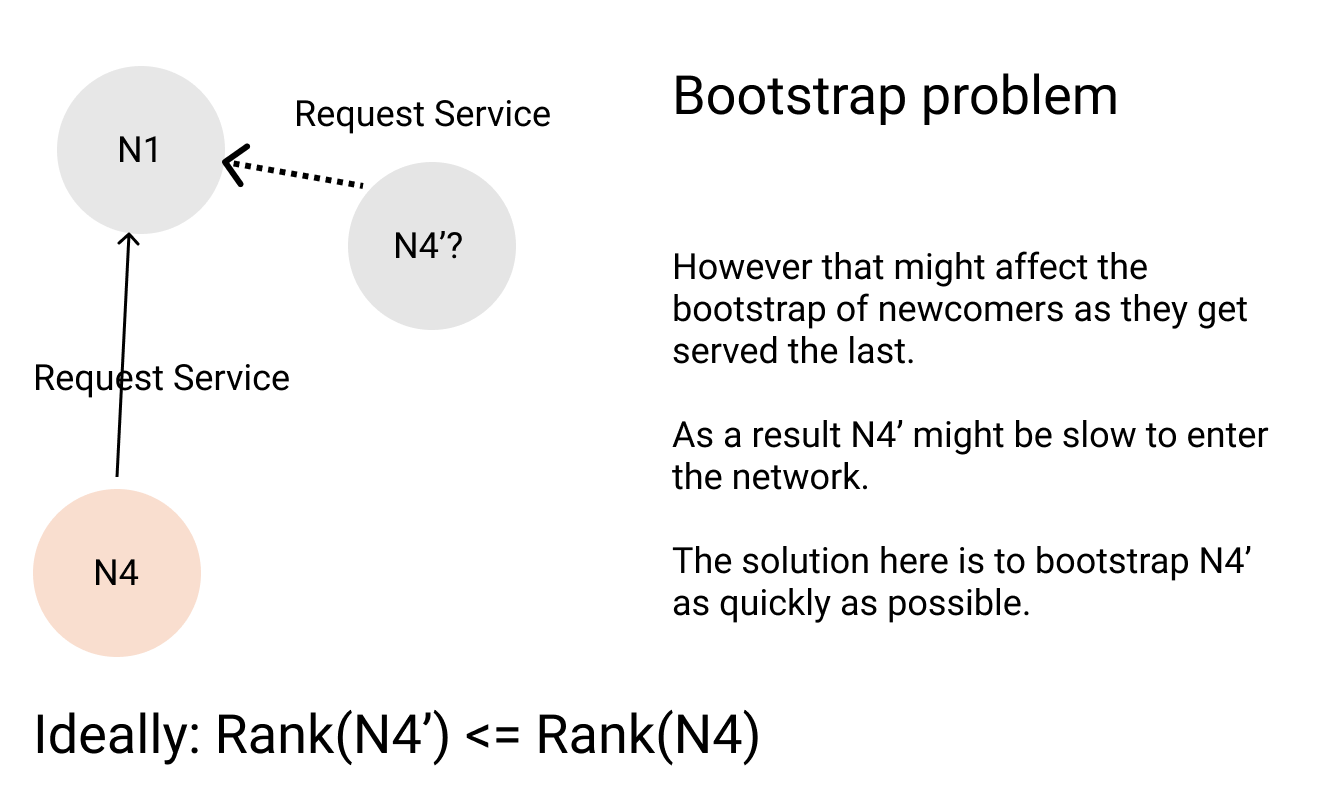 Bootstrap problem
Request Service
N1
N4’?
Request Service
N4
However that might affect the
bootstrap of newcomers as they get
served the last.
As a result N4’ might be slow to enter
the network.
The solution here is to bootstrap N4’
as quickly as possible.
Ideally: Rank(N4’) <= Rank(N4)